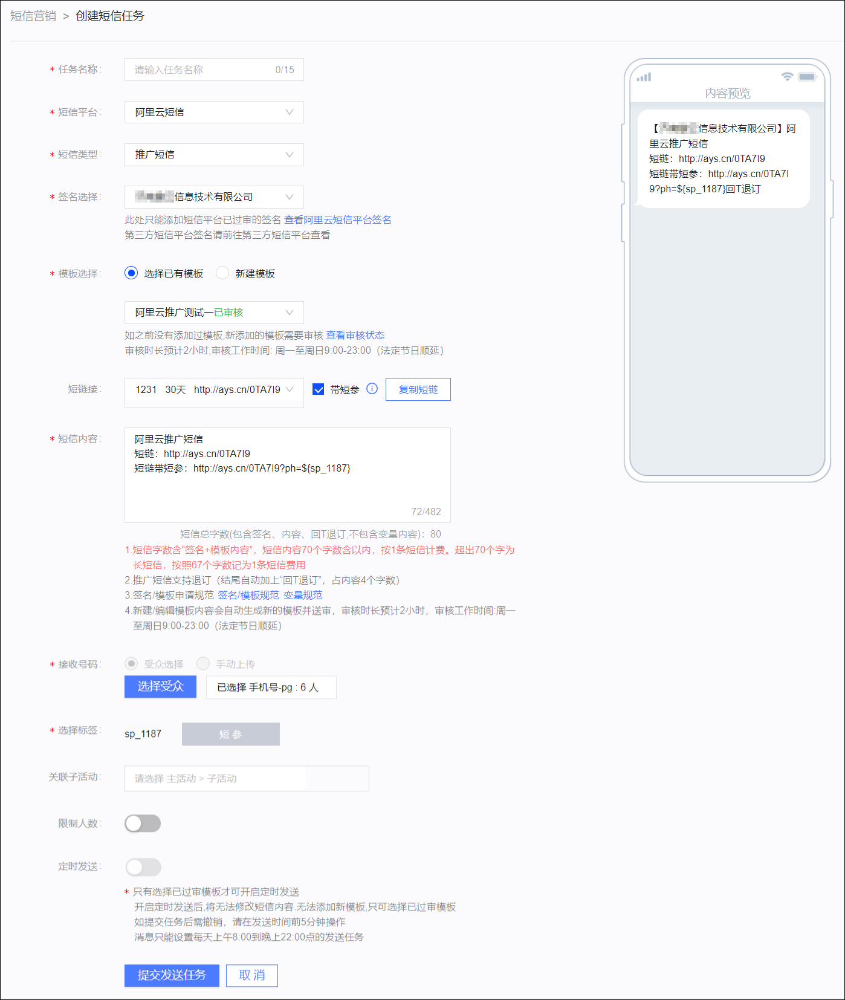 短信营销 > 创建短信任务
* 任务名称:
请输入任务名称 0/15
* 短信平台:
阿里云短信
* 短信类型:
推广短信
* 签名选择:
信息技术有限公司
此处只能添加短信平台已过审的签名 查看阿里云短信平台签名
第三方短信平台签名请前往第三方短信平台查看
* 模板选择:
选择已有模板 新建模板
阿里云推广测试一已审核
如之前没有添加过模板,新添加的模板需要审核 查看审核状态
审核时长预计2小时,审核工作时间: 周一至周日9:00-23:00（法定节日顺延）
短链接:
1231 30天 http://ays.cn/0TA7I9 带短参 复制短链
* 短信内容:
阿里云推广短信
短链：http://ays.cn/0TA7I9
短链带短参：http://ays.cn/0TA7I9?ph=${sp_1187}
72/482
短信总字数(包含签名、内容、回T退订,不包含变量内容)：80
1.短信字数含“签名+模板内容”，短信内容70个字数含以内，按1条短信计费。超出70个字为
长短信，按照67个字数记为1条短信费用
2.推广短信支持退订（结尾自动加上“回T退订”，占内容4个字数）
3.签名/模板申请规范 签名/模板规范 变量规范
4.新建/编辑模板内容会自动生成新的模板并送审，审核时长预计2小时，审核工作时间:周一
至周日9:00-23:00（法定节日顺延）
* 接收号码:
受众选择 手动上传
选择受众 已选择 手机号-pg : 6 人
* 选择标签:
sp_1187 短 参
关联子活动:
请选择 主活动 > 子活动
限制人数:
定时发送:
* 只有选择已过审模板才可开启定时发送
开启定时发送后,将无法修改短信内容.无法添加新模板,只可选择已过审模板
如提交任务后需撤销，请在发送时间前5分钟操作
消息只能设置每天上午8:00到晚上22:00点的发送任务
提交发送任务 取 消
内容预览
【信息技术有限公司】阿
里云推广短信
短链：http://ays.cn/0TA7I9
短链带短参：http://ays.cn/0TA7I
9?ph=${sp_1187}回T退订